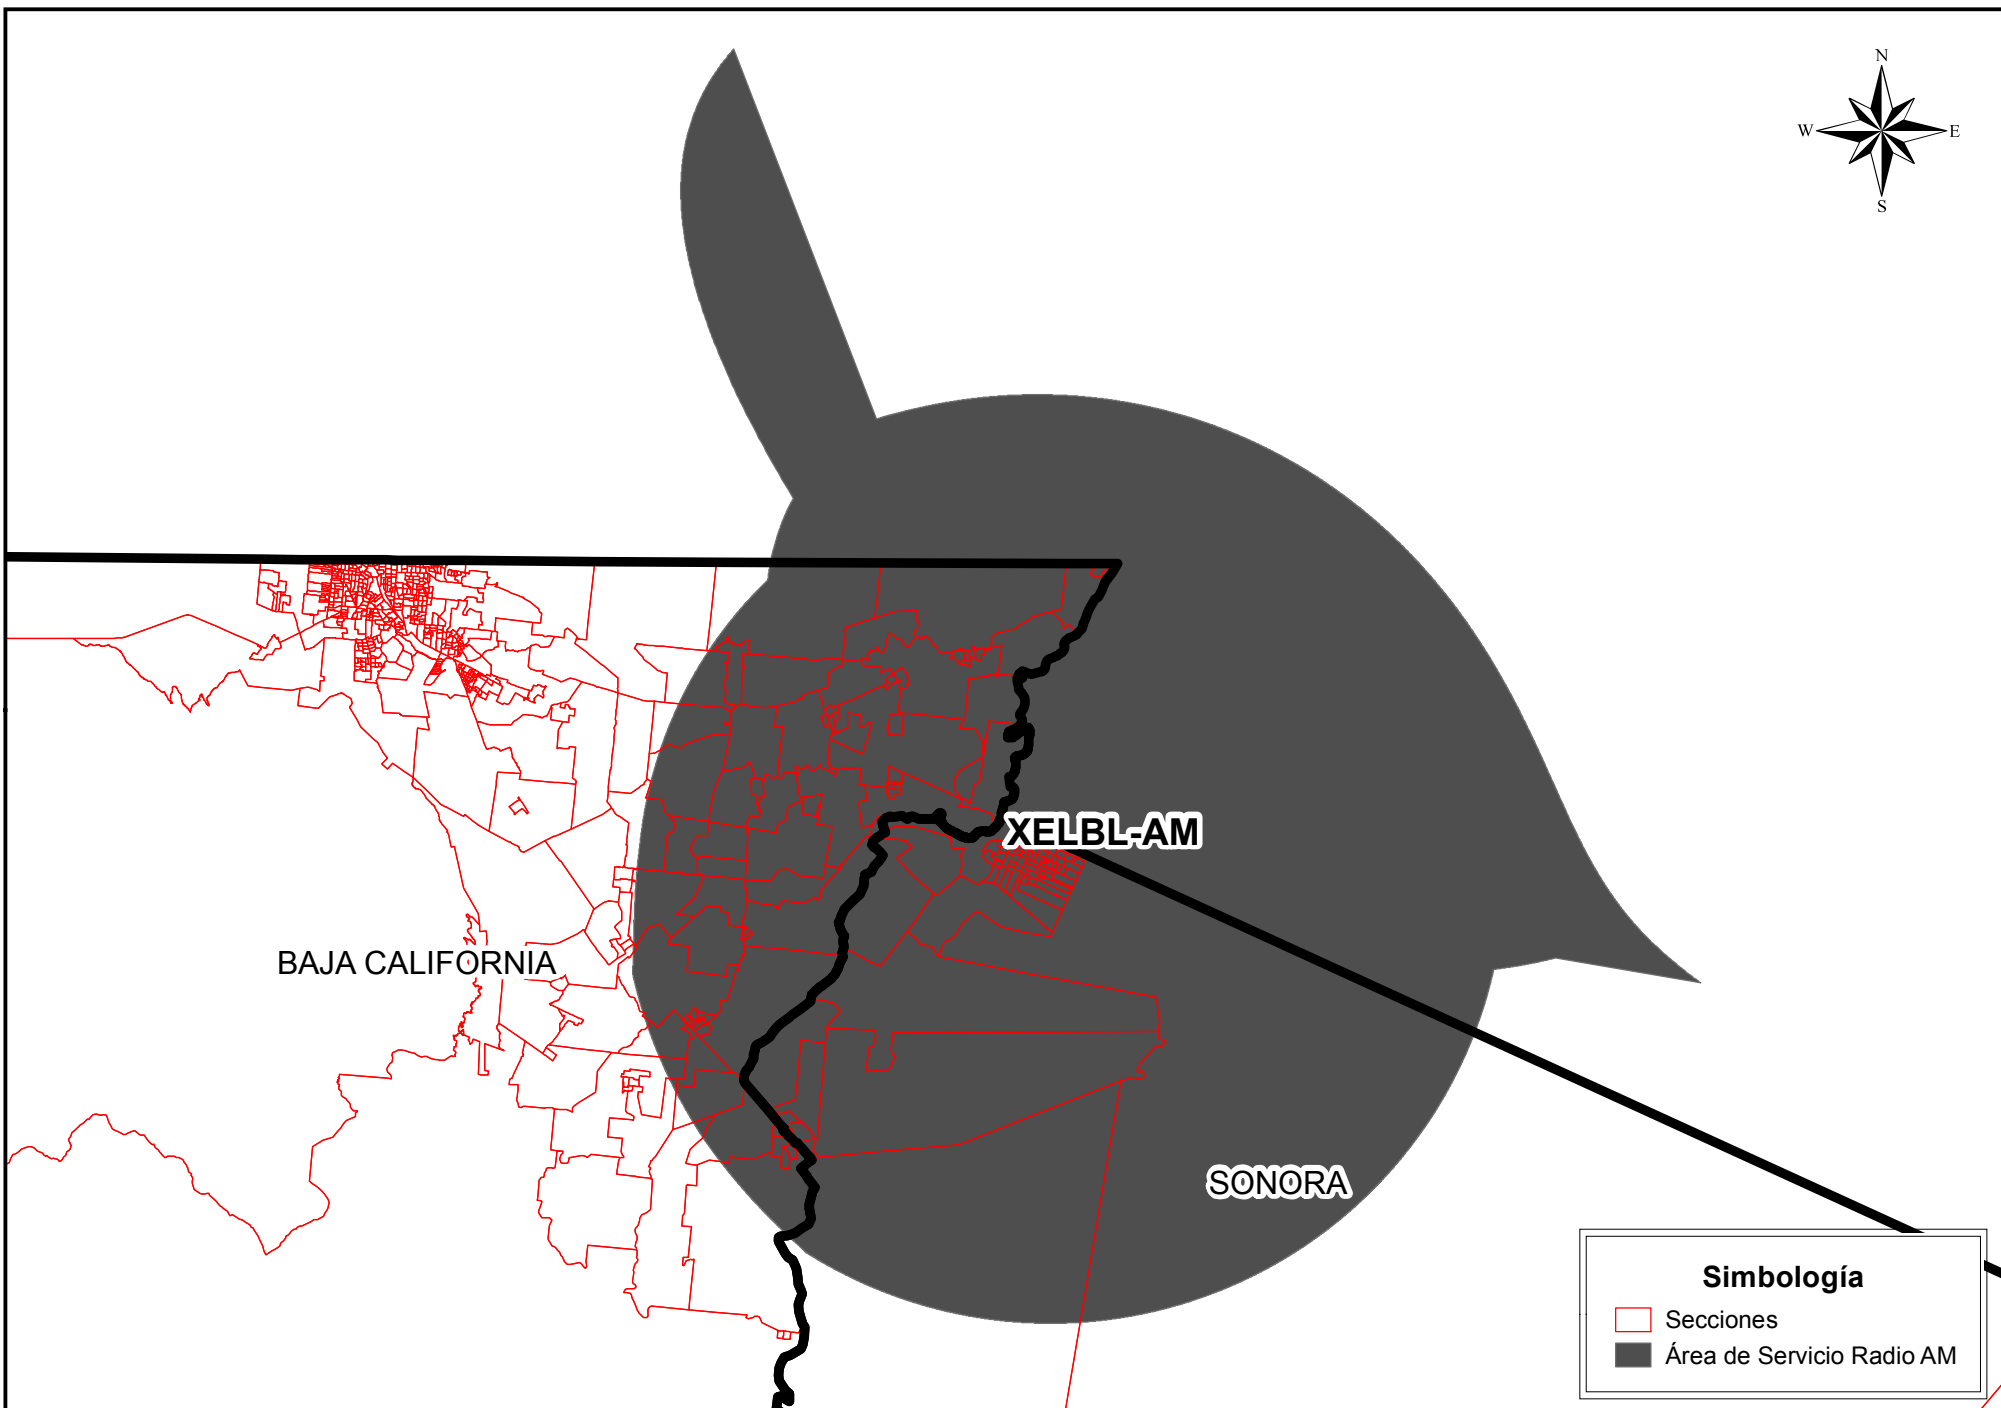 N
W E
S
XELBL-AM
BAJA CALIFORNIA
SONORA
Simbología
Secciones
Área de Servicio Radio AM